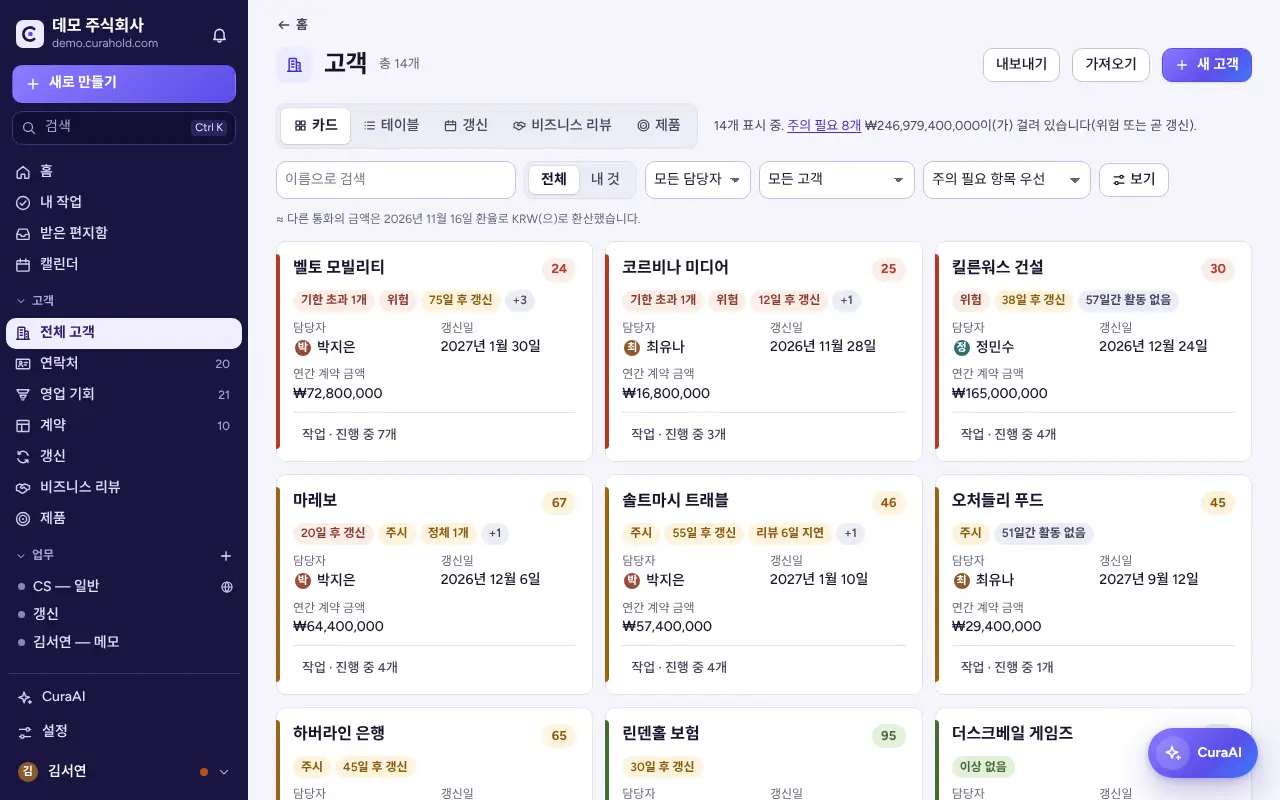 데모 주식회사
demo.curahold.com
새로 만들기
검색 Ctrl K
홈
내 작업
받은 편지함
캘린더
고객
전체 고객
연락처 20
영업 기회 21
계약 10
갱신
비즈니스 리뷰
제품
업무
CS — 일반
갱신
김서연 — 메모
CuraAI
설정
김 김서연
← 홈
고객 총 14개
내보내기 가져오기 + 새 고객
카드 테이블 갱신 비즈니스 리뷰 제품 14개 표시 중. 주의 필요 8개 ₩246,979,400,000이(가) 걸려 있습니다(위험 또는 곧 갱신).
이름으로 검색 전체 내 것 모든 담당자 모든 고객 주의 필요 항목 우선 보기
≈ 다른 통화의 금액은 2026년 11월 16일 환율로 KRW(으)로 환산했습니다.
벨토 모빌리티 24
기한 초과 1개 위험 75일 후 갱신 +3
담당자 갱신일
박 박지은 2027년 1월 30일
연간 계약 금액
₩72,800,000
작업 · 진행 중 7개
코르비나 미디어 25
기한 초과 1개 위험 12일 후 갱신 +1
담당자 갱신일
최 최유나 2026년 11월 28일
연간 계약 금액
₩16,800,000
작업 · 진행 중 3개
킬른워스 건설 30
위험 38일 후 갱신 57일간 활동 없음
담당자 갱신일
정 정민수 2026년 12월 24일
연간 계약 금액
₩165,000,000
작업 · 진행 중 4개
마레보 67
20일 후 갱신 주시 정체 1개 +1
담당자 갱신일
박 박지은 2026년 12월 6일
연간 계약 금액
₩64,400,000
작업 · 진행 중 4개
솔트마시 트래블 46
주시 55일 후 갱신 리뷰 6일 지연 +1
담당자 갱신일
박 박지은 2027년 1월 10일
연간 계약 금액
₩57,400,000
작업 · 진행 중 4개
오처들리 푸드 45
주시 51일간 활동 없음
담당자 갱신일
최 최유나 2027년 9월 12일
연간 계약 금액
₩29,400,000
작업 · 진행 중 1개
하버라인 은행 65
주시 45일 후 갱신
담당자 갱신일
린덴홀 보험 95
30일 후 갱신
담당자 갱신일
더스크베일 게임즈
이상 없음
담당자 갱신일
CuraAI